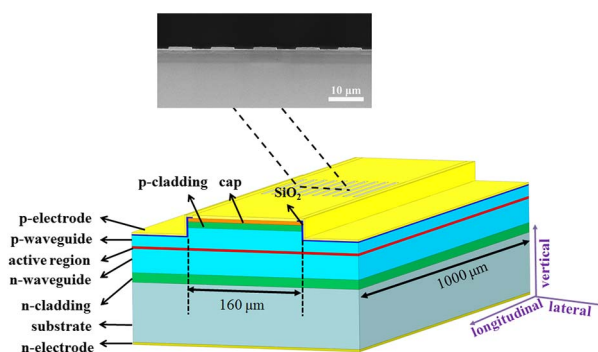 10 μm
p-cladding
cap
SiO₂
p-electrode
p-waveguide
active region
n-waveguide
n-cladding
substrate
n-electrode
160 μm
1000 μm
vertical
longitudinal
lateral